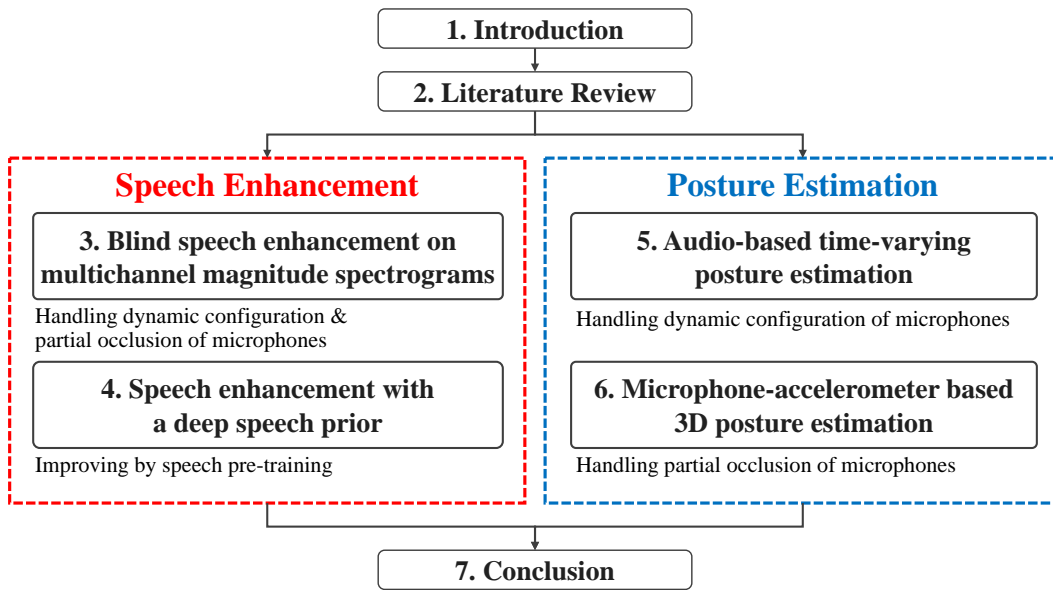 1. Introduction
2. Literature Review
Speech Enhancement
3. Blind speech enhancement on
multichannel magnitude spectrograms
Handling dynamic configuration &
partial occlusion of microphones
4. Speech enhancement with
a deep speech prior
Improving by speech pre-training
Posture Estimation
5. Audio-based time-varying
posture estimation
Handling dynamic configuration of microphones
6. Microphone-accelerometer based
3D posture estimation
Handling partial occlusion of microphones
7. Conclusion